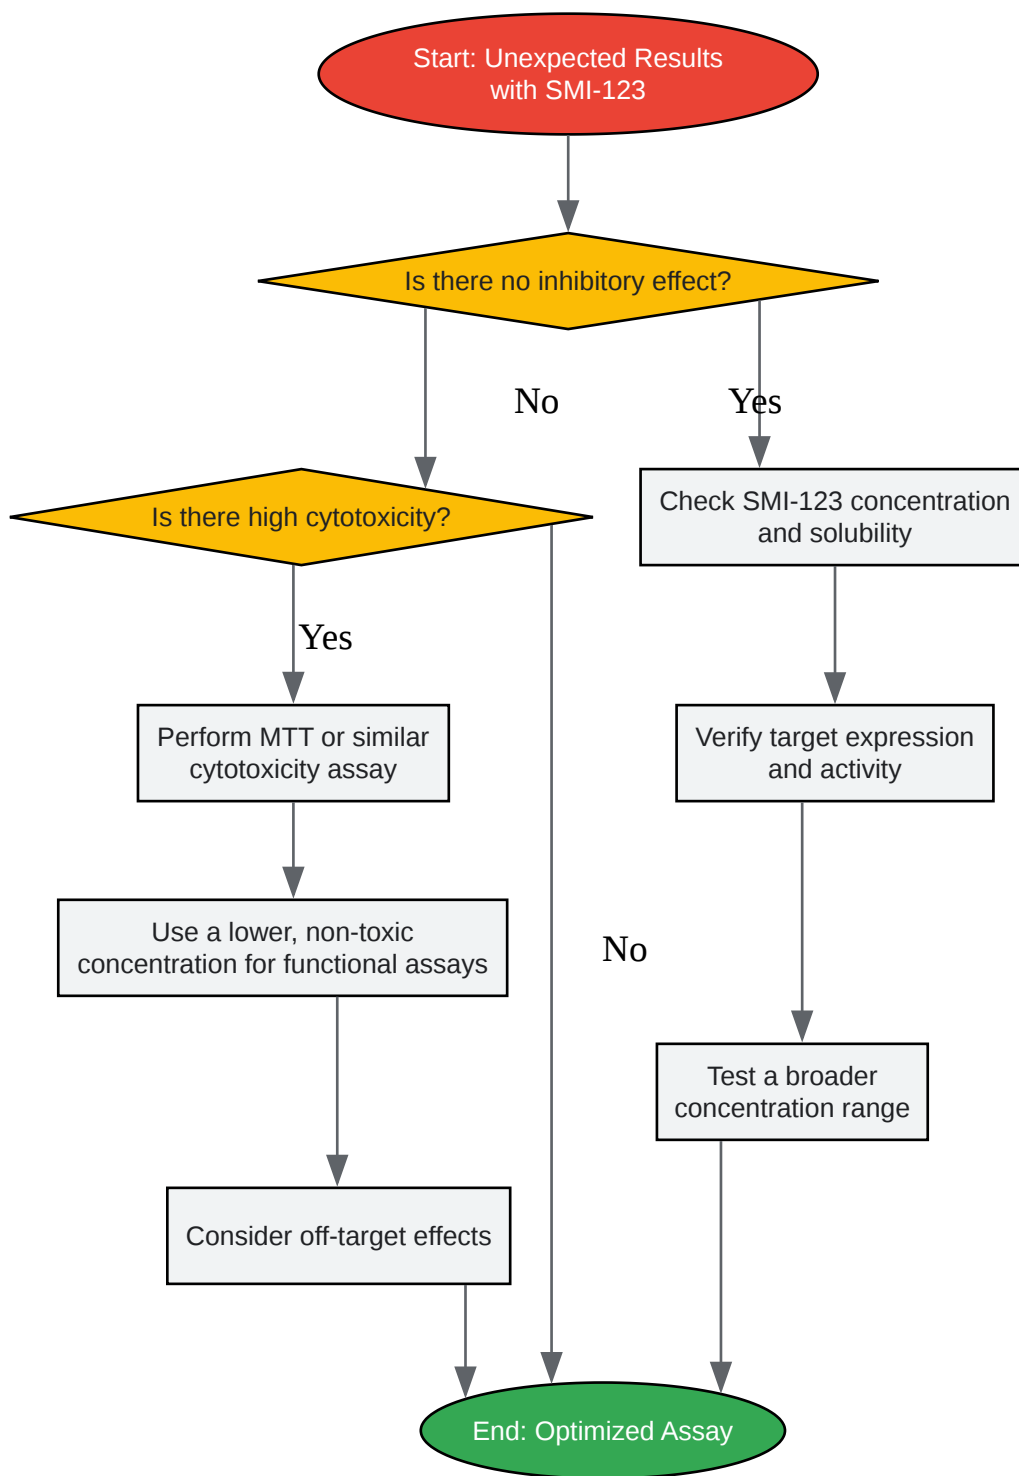 Start: Unexpected Results
with SMI-123
Is there no inhibitory effect?
No
Yes
Is there high cytotoxicity?
Check SMI-123 concentration
and solubility
Yes
Perform MTT or similar
cytotoxicity assay
Verify target expression
and activity
Use a lower, non-toxic
concentration for functional assays
No
Test a broader
concentration range
Consider off-target effects
End: Optimized Assay